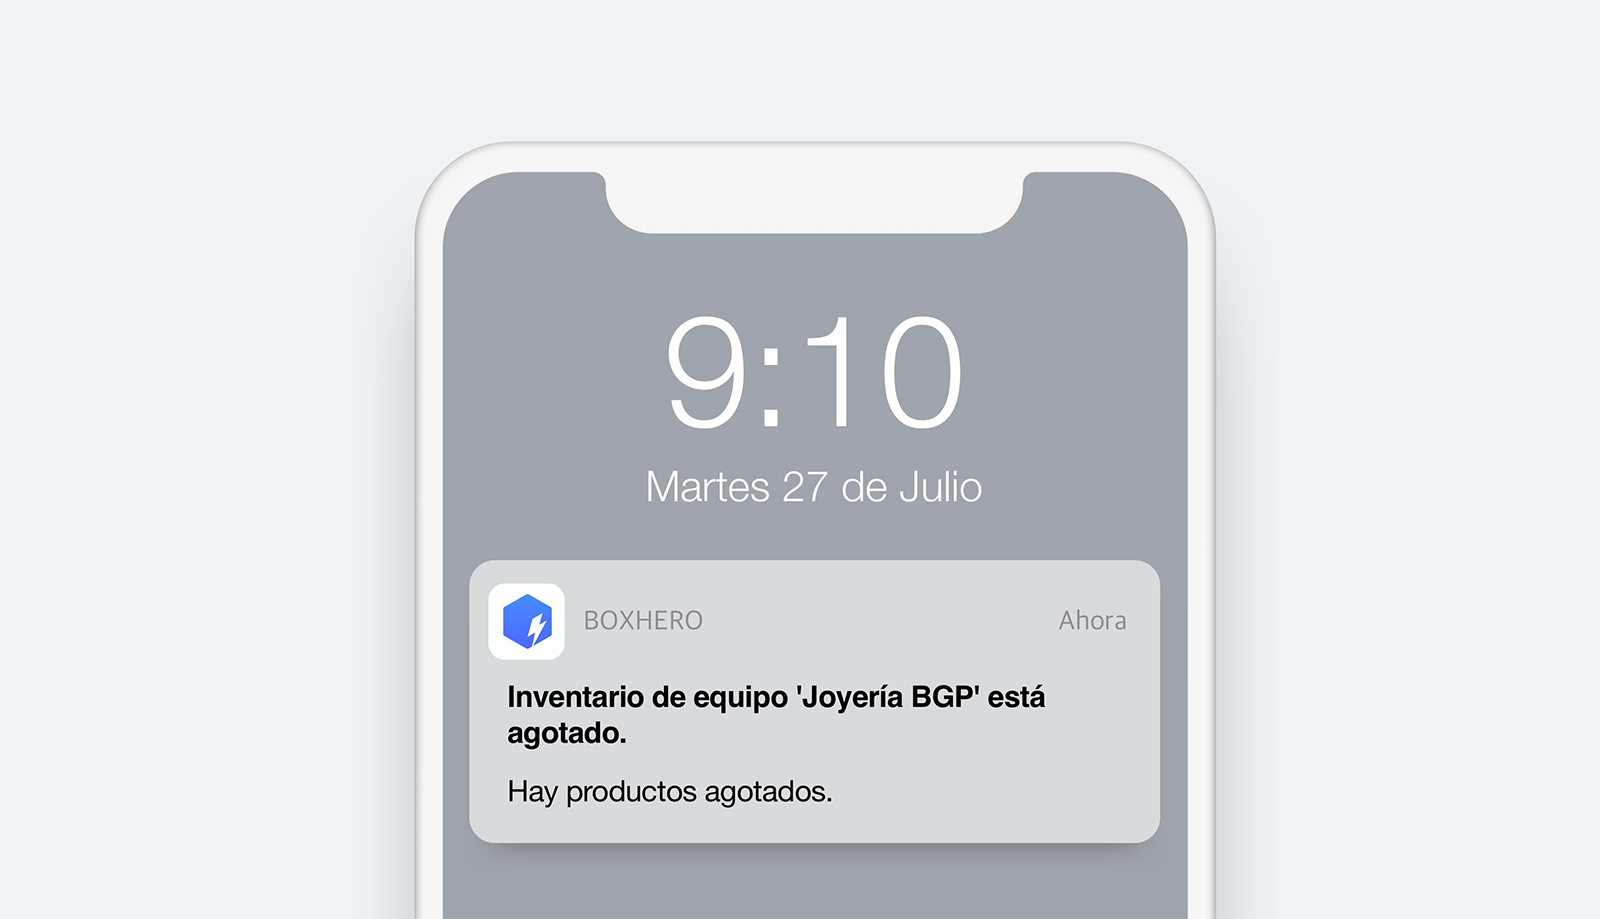 9:10
Martes 27 de Julio
BOXHERO Ahora
Inventario de equipo 'Joyería BGP' está
agotado.
Hay productos agotados.